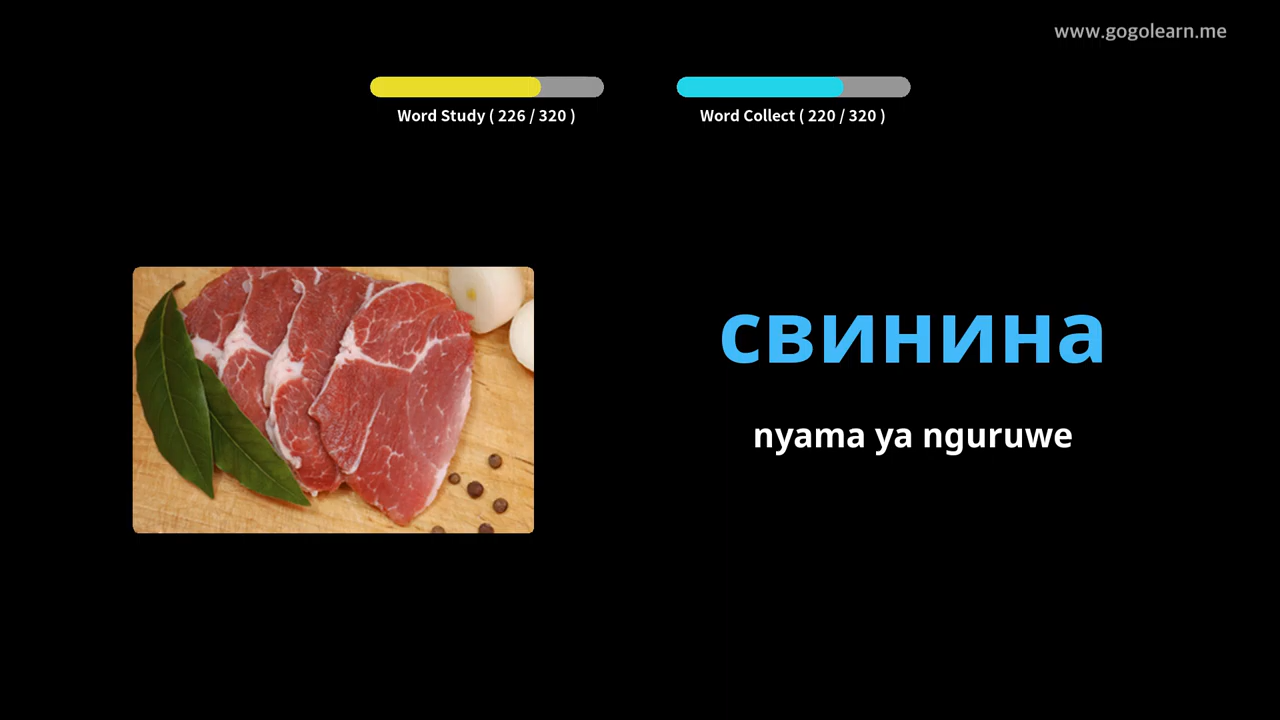 www.gogolearn.me
Word Study ( 226 / 320 )
Word Collect ( 220 / 320 )
свинина
nyama ya nguruwe